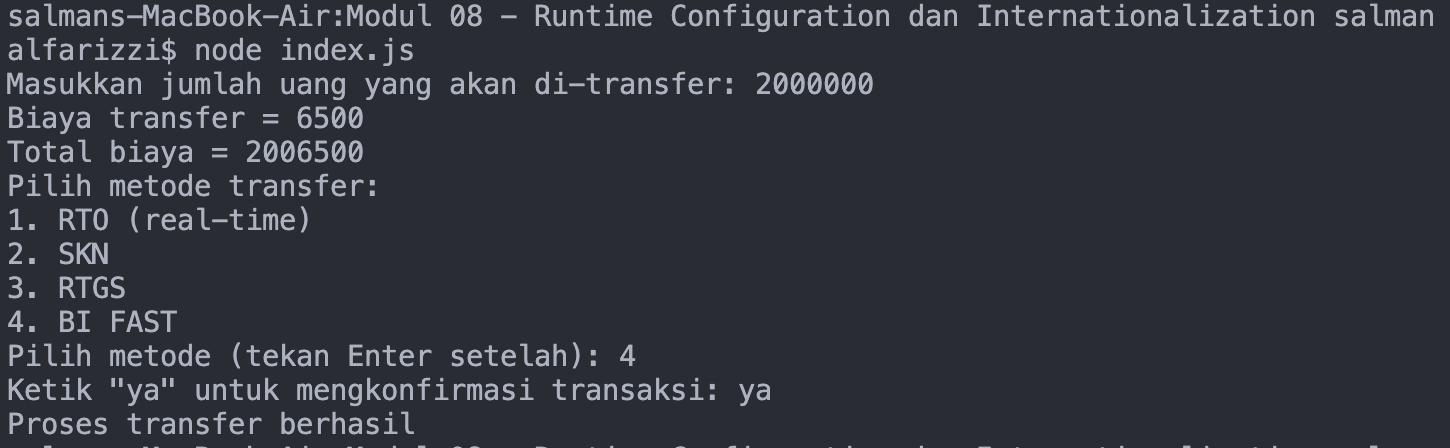 salmans-MacBook-Air:Modul 08 - Runtime Configuration dan Internationalization salman
alfarizzi$ node index.js
Masukkan jumlah uang yang akan di-transfer: 2000000
Biaya transfer = 6500
Total biaya = 2006500
Pilih metode transfer:
1. RTO (real-time)
2. SKN
3. RTGS
4. BI FAST
Pilih metode (tekan Enter setelah): 4
Ketik "ya" untuk mengkonfirmasi transaksi: ya
Proses transfer berhasil